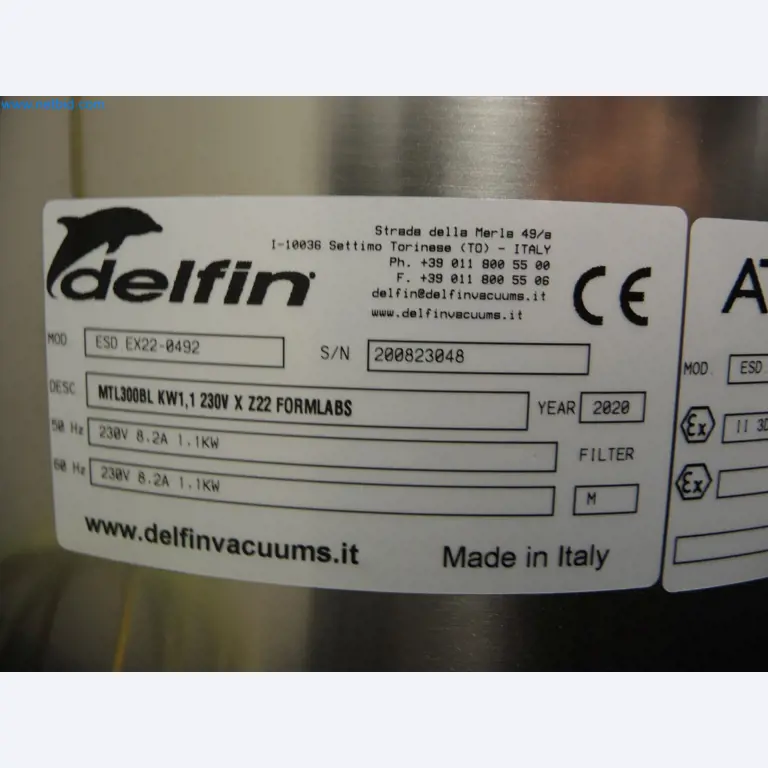 delfin
Strada della Merla 49/a
I-10036 Settimo Torinese (TO) - ITALY
Ph. +39 011 800 55 00
F. +39 011 800 55 06
delfin@delfinvacuums.it
www.delfinvacuums.it
CE
MOD. ESD.EX22-0492
S/N 200823048
DESC. MTL300BL KW1,1 230V X Z22 FORMLABS
YEAR 2020
50 Hz 230V 8.2A 1.1KW
60 Hz 230V 8.2A 1.1KW
FILTER
M
www.delfinvacuums.it
Made in Italy
MOD. ESD.
Ex II 3D
Ex